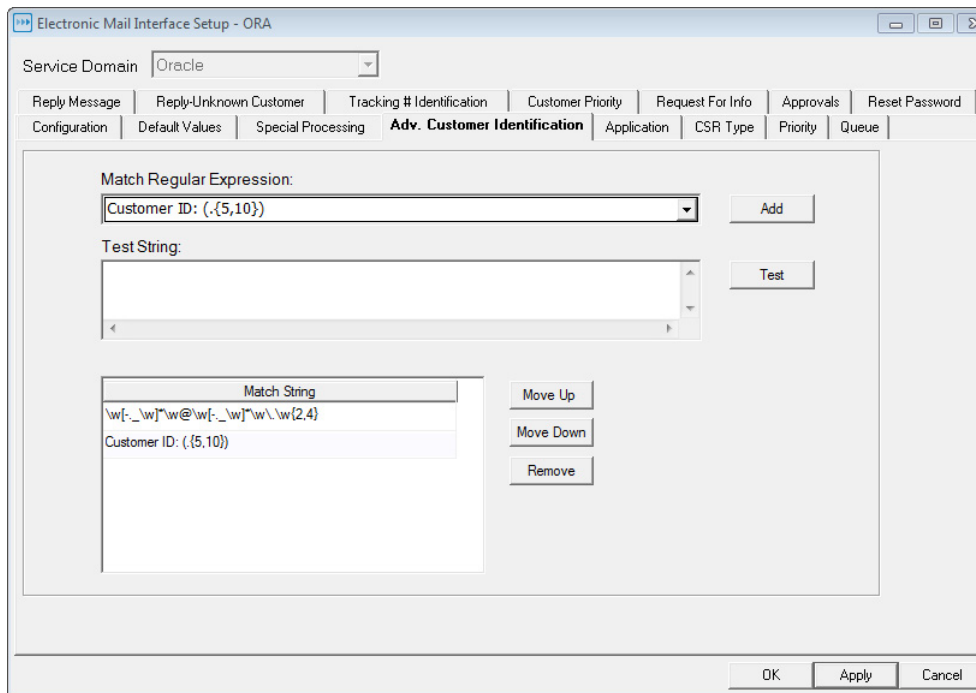 Electronic Mail Interface Setup - ORA
Service Domain Oracle
Reply Message Reply-Unknown Customer Tracking # Identification Customer Priority Request For Info Approvals Reset Password
Configuration Default Values Special Processing Adv. Customer Identification Application CSR Type Priority Queue
Match Regular Expression:
Customer ID: (.{5,10}) Add
Test String:
Test
Match String
\w[-._\w]*\w@\w[-._\w]*\w\.\w{2,4}
Customer ID: (.{5,10})
Move Up
Move Down
Remove
OK Apply Cancel